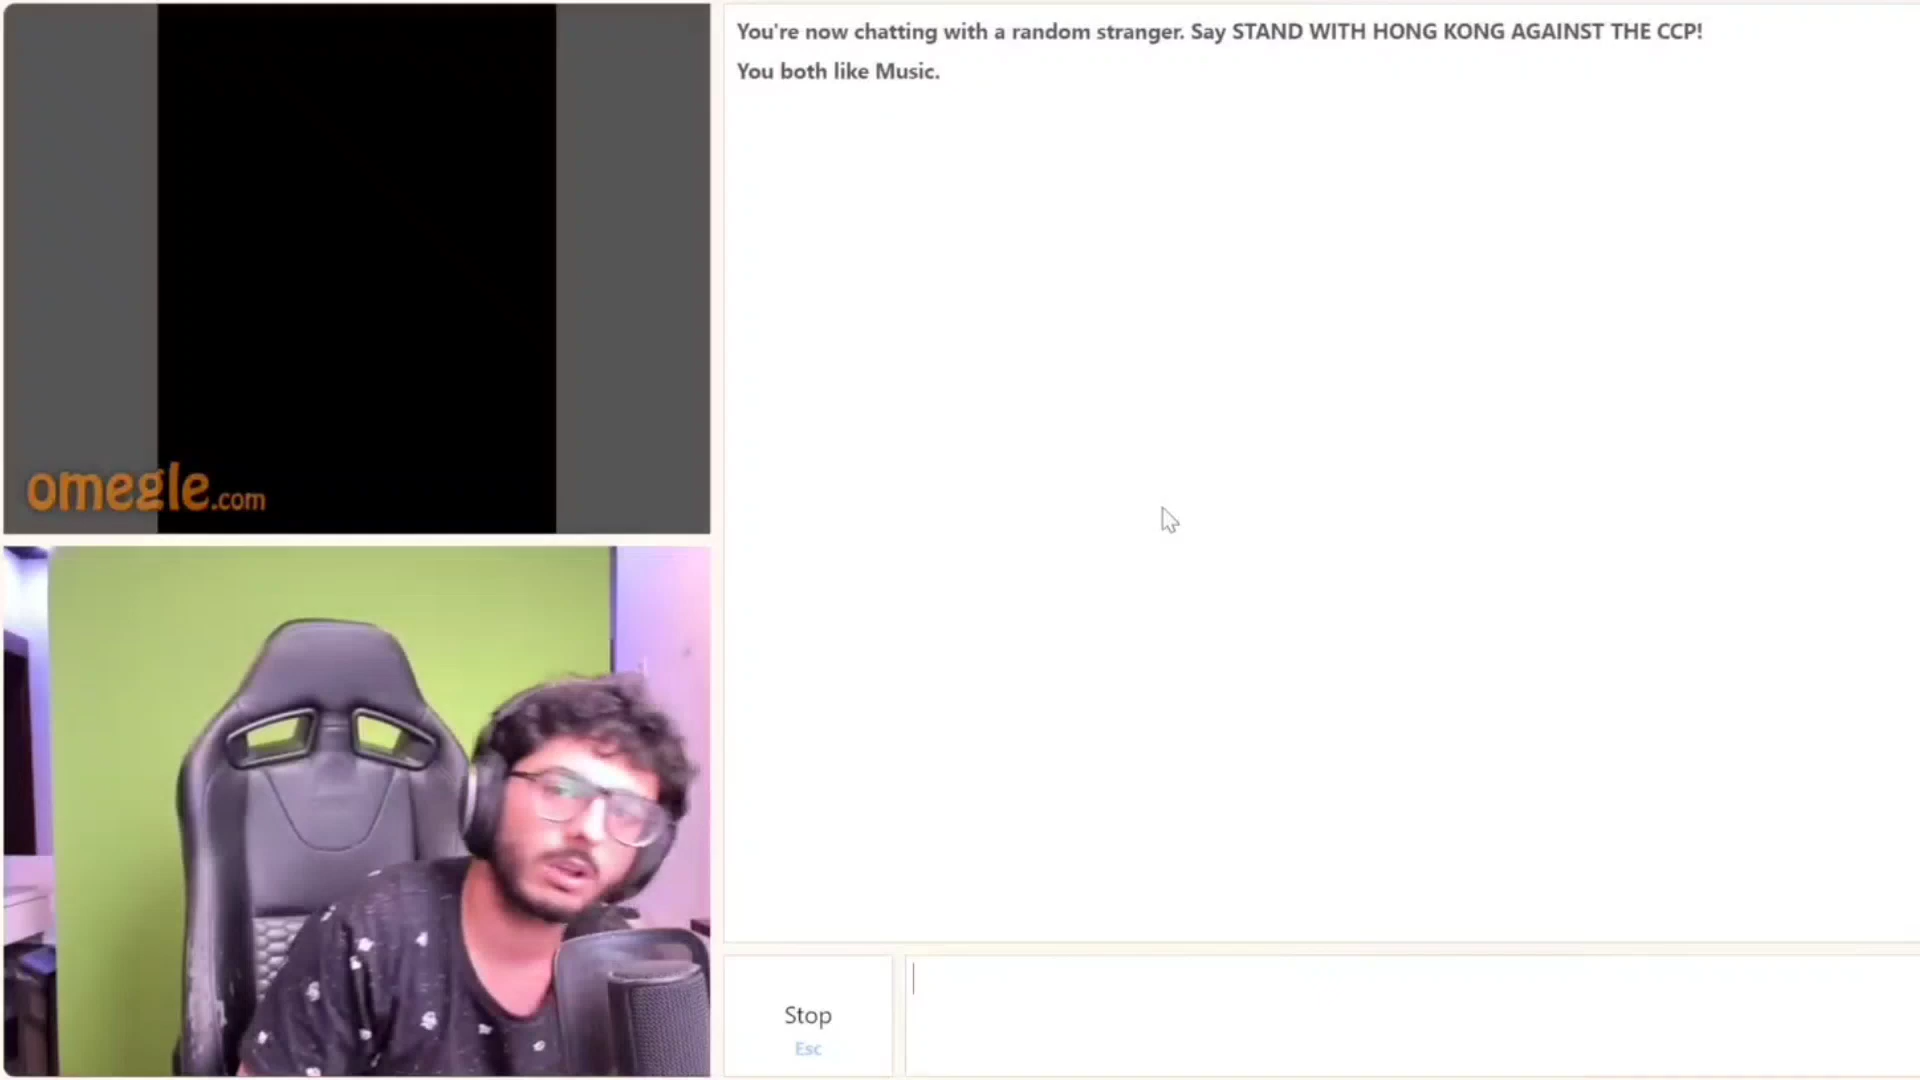 You're now chatting with a random stranger. Say STAND WITH HONG KONG AGAINST THE CCP!
You both like Music.
omegle.com
Stop
Esc